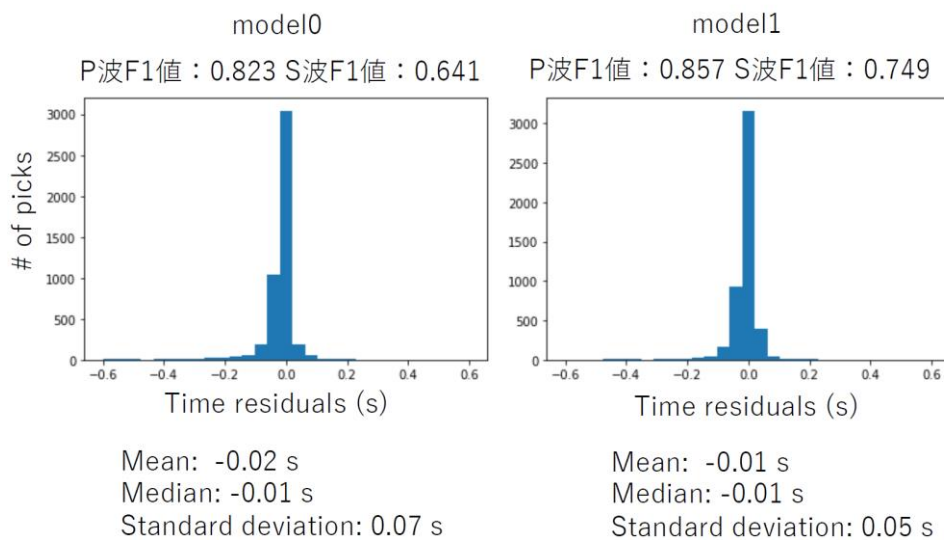 model0
P波F1値：0.823 S波F1値：0.641
3000
2500
2000
1500
1000
500
0
# of picks
−0.6 −0.4 −0.2 0.0 0.2 0.4 0.6
Time residuals (s)
Mean: -0.02 s
Median: -0.01 s
Standard deviation: 0.07 s
model1
P波F1値：0.857 S波F1値：0.749
3000
2500
2000
1500
1000
500
0
−0.6 −0.4 −0.2 0.0 0.2 0.4 0.6
Time residuals (s)
Mean: -0.01 s
Median: -0.01 s
Standard deviation: 0.05 s